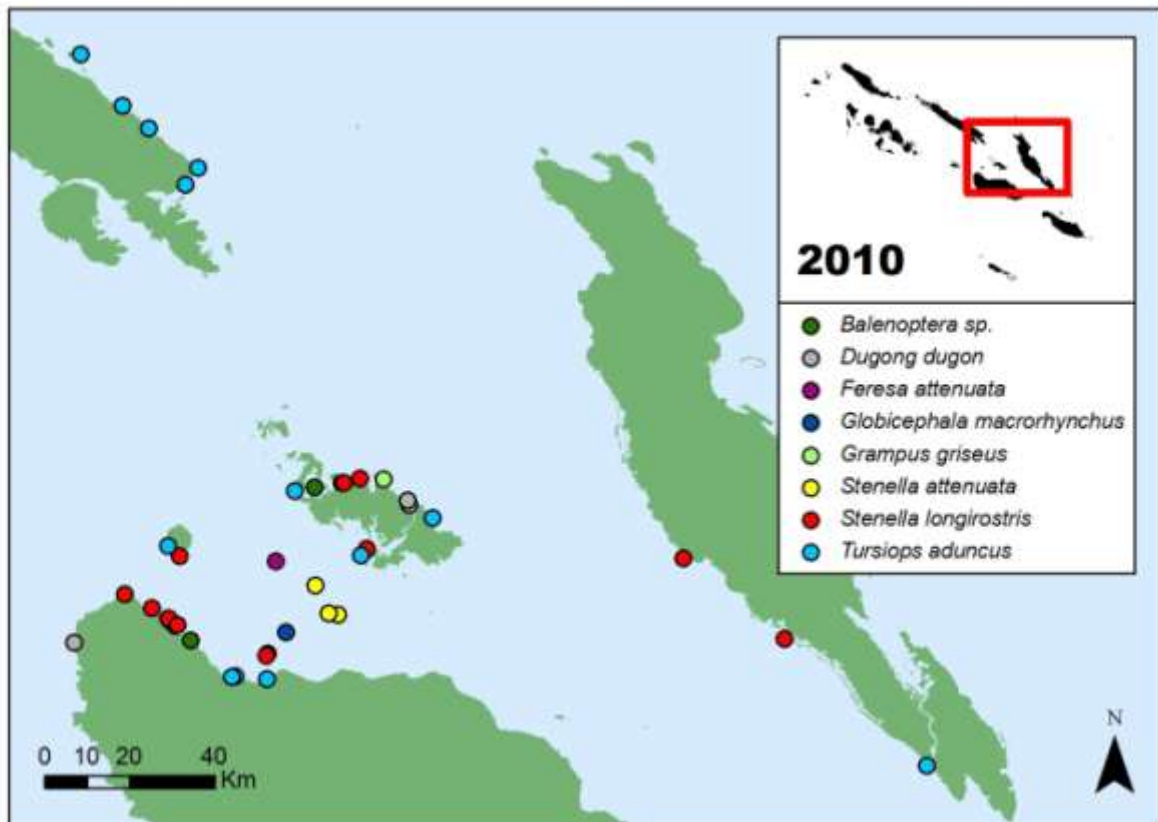 2010
Balenoptera sp.
Dugong dugon
Feresa attenuata
Globicephala macrorhynchus
Grampus griseus
Stenella attenuata
Stenella longirostris
Tursiops aduncus
0 10 20 40
Km
N